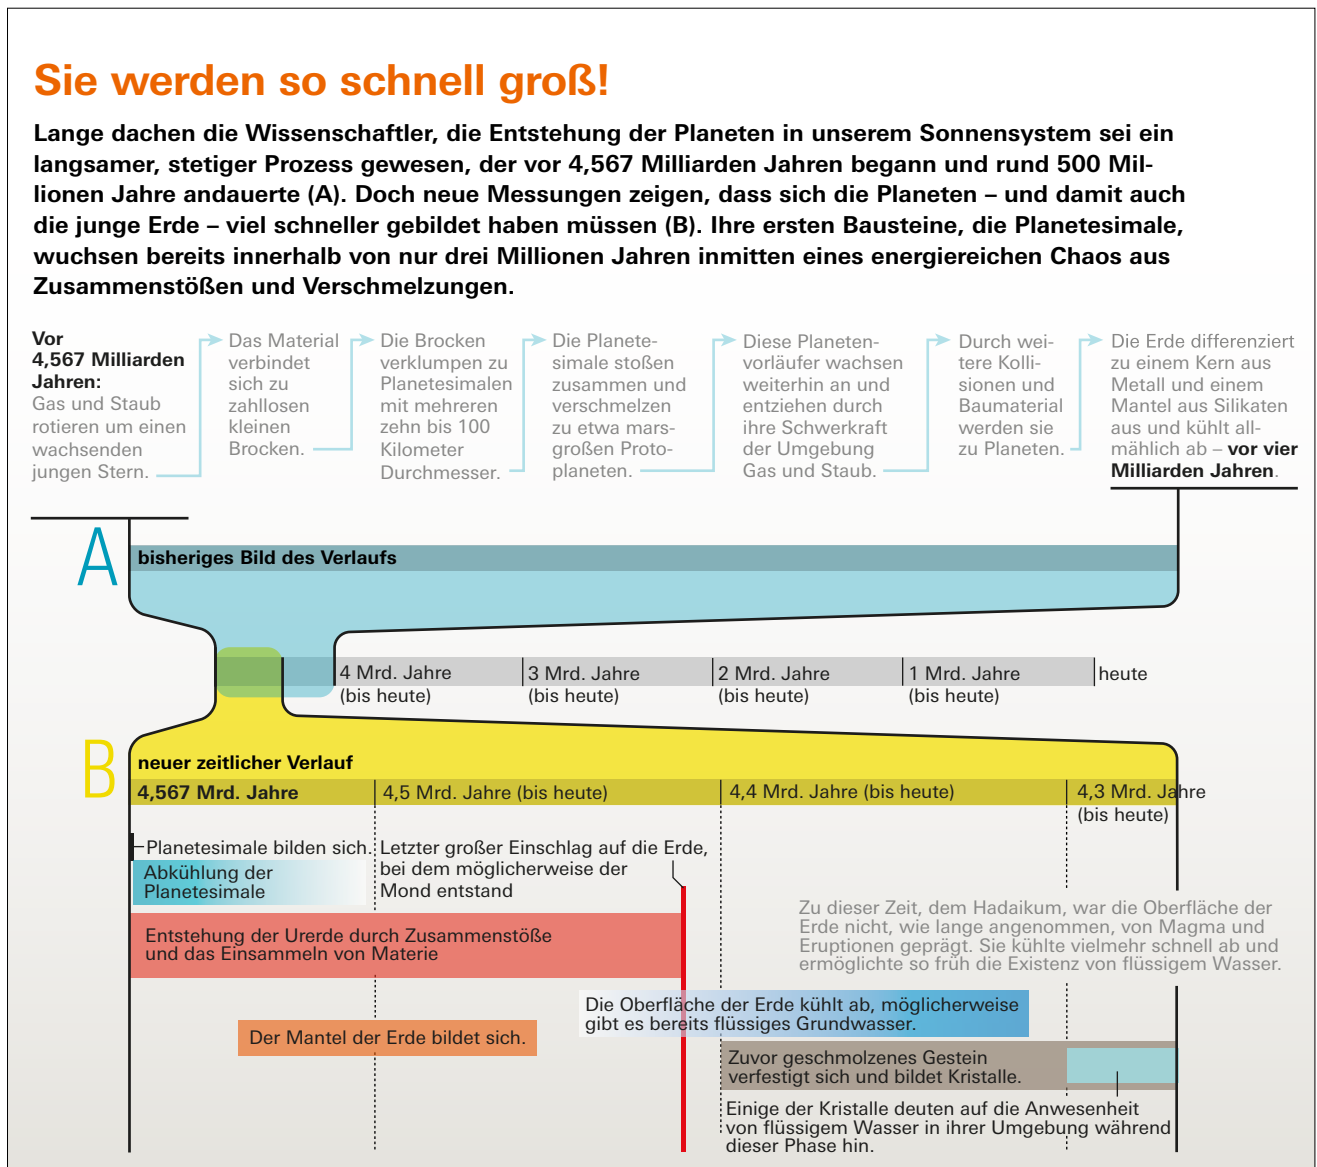 Sie werden so schnell groß!
Lange dachen die Wissenschaftler, die Entstehung der Planeten in unserem Sonnensystem sei ein
langsamer, stetiger Prozess gewesen, der vor 4,567 Milliarden Jahren begann und rund 500 Mil-
lionen Jahre andauerte (A). Doch neue Messungen zeigen, dass sich die Planeten – und damit auch
die junge Erde – viel schneller gebildet haben müssen (B). Ihre ersten Bausteine, die Planetesimale,
wuchsen bereits innerhalb von nur drei Millionen Jahren inmitten eines energiereichen Chaos aus
Zusammenstößen und Verschmelzungen.
Vor
4,567 Milliarden
Jahren:
Gas und Staub
rotieren um einen
wachsenden
jungen Stern.
Das Material
verbindet
sich zu
zahllosen
kleinen
Brocken.
Die Brocken
verklumpen zu
Planetesimalen
mit mehreren
zehn bis 100
Kilometer
Durchmesser.
Die Planete-
simale stoßen
zusammen und
verschmelzen
zu etwa mars-
großen Proto-
planeten.
Diese Planeten-
vorläufer wachsen
weiterhin an und
entziehen durch
ihre Schwerkraft
der Umgebung
Gas und Staub.
Durch wei-
tere Kolli-
sionen und
Baumaterial
werden sie
zu Planeten.
Die Erde differenziert
zu einem Kern aus
Metall und einem
Mantel aus Silikaten
aus und kühlt all-
mählich ab – vor vier
Milliarden Jahren.
A
bisheriges Bild des Verlaufs
4 Mrd. Jahre
(bis heute)
3 Mrd. Jahre
(bis heute)
2 Mrd. Jahre
(bis heute)
1 Mrd. Jahre
(bis heute)
heute
B
neuer zeitlicher Verlauf
4,567 Mrd. Jahre
4,5 Mrd. Jahre (bis heute)
4,4 Mrd. Jahre (bis heute)
4,3 Mrd. Jahre
(bis heute)
Planetesimale bilden sich.
Abkühlung der
Planetesimale
Letzter großer Einschlag auf die Erde,
bei dem möglicherweise der
Mond entstand
Entstehung der Urerde durch Zusammenstöße
und das Einsammeln von Materie
Zu dieser Zeit, dem Hadaikum, war die Oberfläche der
Erde nicht, wie lange angenommen, von Magma und
Eruptionen geprägt. Sie kühlte vielmehr schnell ab und
ermöglichte so früh die Existenz von flüssigem Wasser.
Die Oberfläche der Erde kühlt ab, möglicherweise
gibt es bereits flüssiges Grundwasser.
Der Mantel der Erde bildet sich.
Zuvor geschmolzenes Gestein
verfestigt sich und bildet Kristalle.
Einige der Kristalle deuten auf die Anwesenheit
von flüssigem Wasser in ihrer Umgebung während
dieser Phase hin.